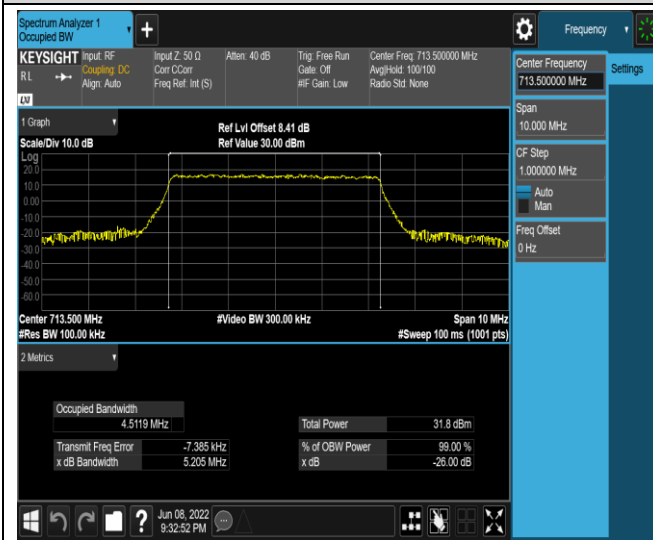 Spectrum Analyzer 1
Occupied BW
Frequency
KEYSIGHT Input: RF Input Z: 50 Ω Atten: 40 dB Trig: Free Run Center Freq: 713.500000 MHz
RL Coupling: DC Corr CCorr Gate: Off Avg|Hold: 100/100
Align: Auto Freq Ref: Int (S) #IF Gain: Low Radio Std: None
LXI
1 Graph
Ref Lvl Offset 8.41 dB
Scale/Div 10.0 dB Ref Value 30.00 dBm
Log
20.0
10.0
0.00
-10.0
-20.0
-30.0
-40.0
-50.0
-60.0
Center 713.500 MHz #Video BW 300.00 kHz Span 10 MHz
#Res BW 100.00 kHz #Sweep 100 ms (1001 pts)
2 Metrics
Occupied Bandwidth
4.5119 MHz
Total Power 31.8 dBm
Transmit Freq Error -7.385 kHz % of OBW Power 99.00 %
x dB Bandwidth 5.205 MHz x dB -26.00 dB
?
Jun 08, 2022
9:32:52 PM
Center Frequency
713.500000 MHz
Settings
Span
10.000 MHz
CF Step
1.000000 MHz
Auto
Man
Freq Offset
0 Hz